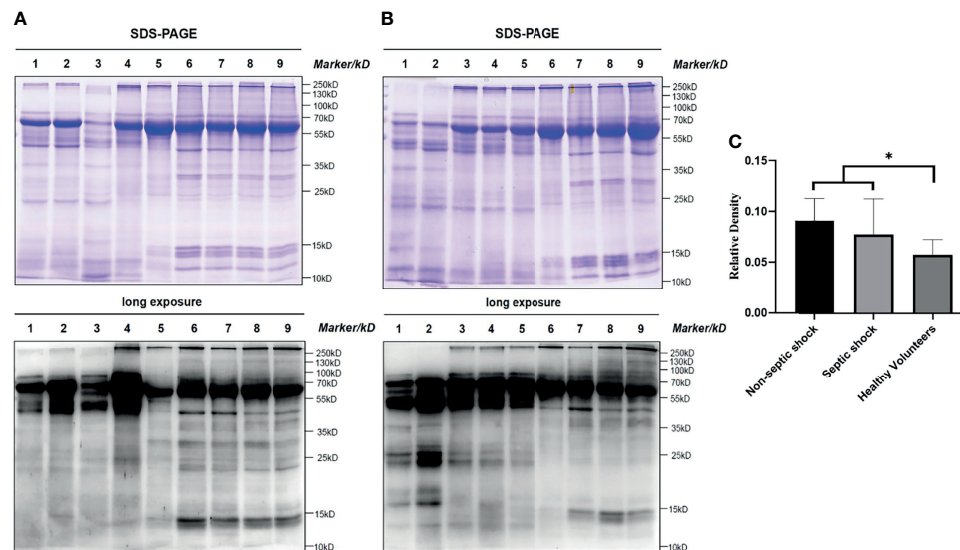 A
SDS-PAGE
1 2 3 4 5 6 7 8 9 Marker/kD
250kD
130kD
100kD
70kD
55kD
35kD
25kD
15kD
10kD
long exposure
1 2 3 4 5 6 7 8 9 Marker/kD
250kD
130kD
100kD
70kD
55kD
35kD
25kD
15kD
10kD
B
SDS-PAGE
1 2 3 4 5 6 7 8 9 Marker/kD
250kD
130kD
100kD
70kD
55kD
35kD
25kD
15kD
10kD
long exposure
1 2 3 4 5 6 7 8 9 Marker/kD
250kD
130kD
100kD
70kD
55kD
35kD
25kD
15kD
10kD
C
Relative Density
0.15
0.10
0.05
0.00
*
Non-septic shock
Septic shock
Healthy Volunteers